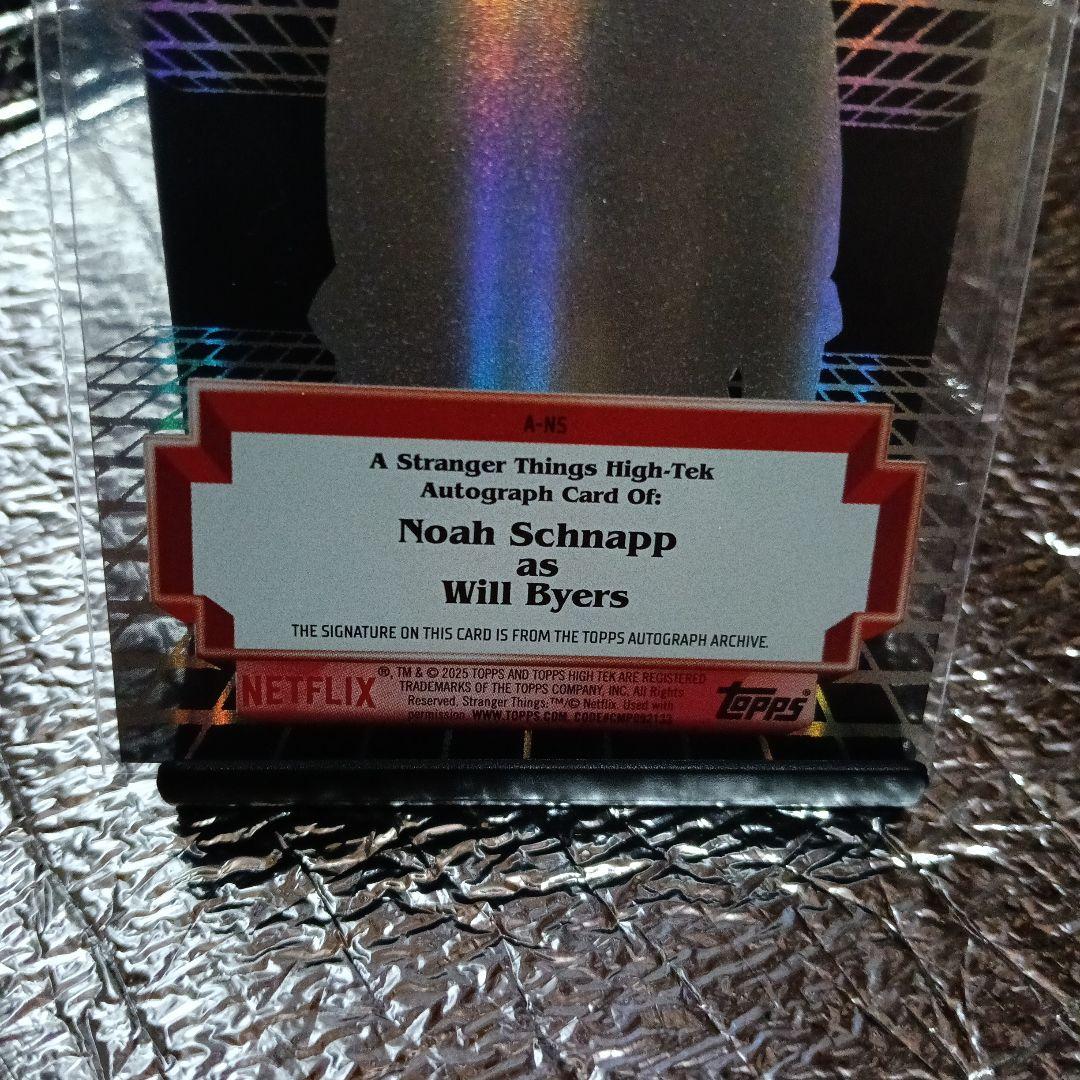 A-NS
A Stranger Things High-Tek
Autograph Card Of:
Noah Schnapp
as
Will Byers
THE SIGNATURE ON THIS CARD IS FROM THE TOPPS AUTOGRAPH ARCHIVE.
NETFLIX
®, TM & © 2025 TOPPS AND TOPPS HIGH TEK ARE REGISTERED
TRADEMARKS OF THE TOPPS COMPANY, INC. All Rights
Reserved. Stranger Things:™/© Netflix. Used with
permission. WWW.TOPPS.COM
topps®